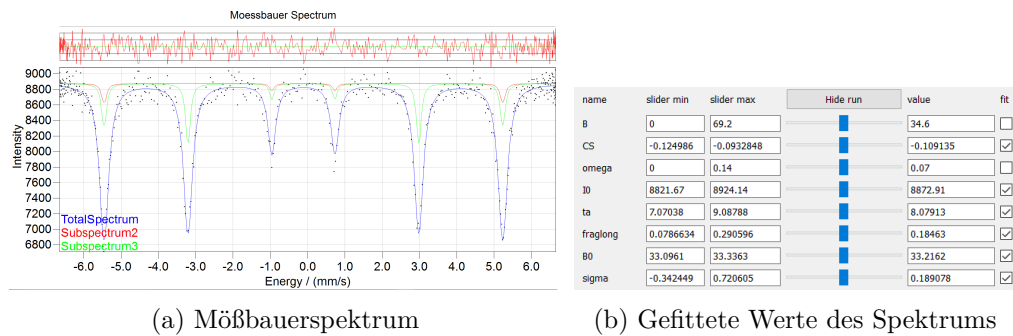 Moessbauer Spectrum
9000
8800
8600
8400
8200
8000
7800
7600
7400
7200
7000
6800
Intensity
TotalSpectrum
Subspectrum2
Subspectrum3
-6.0 -5.0 -4.0 -3.0 -2.0 -1.0 0.0 1.0 2.0 3.0 4.0 5.0 6.0
Energy / (mm/s)
(a) Mößbauerspektrum
name slider min slider max Hide run value fit
B 0 69.2 34.6
CS -0.124986 -0.0932848 -0.109135
omega 0 0.14 0.07
I0 8821.67 8924.14 8872.91
ta 7.07038 9.08788 8.07913
fraglong 0.0786634 0.290596 0.18463
B0 33.0961 33.3363 33.2162
sigma -0.342449 0.720605 0.189078
(b) Gefittete Werte des Spektrums